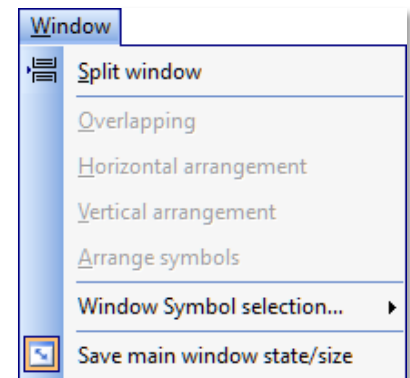 Window
Split window
Overlapping
Horizontal arrangement
Vertical arrangement
Arrange symbols
Window Symbol selection...
Save main window state/size